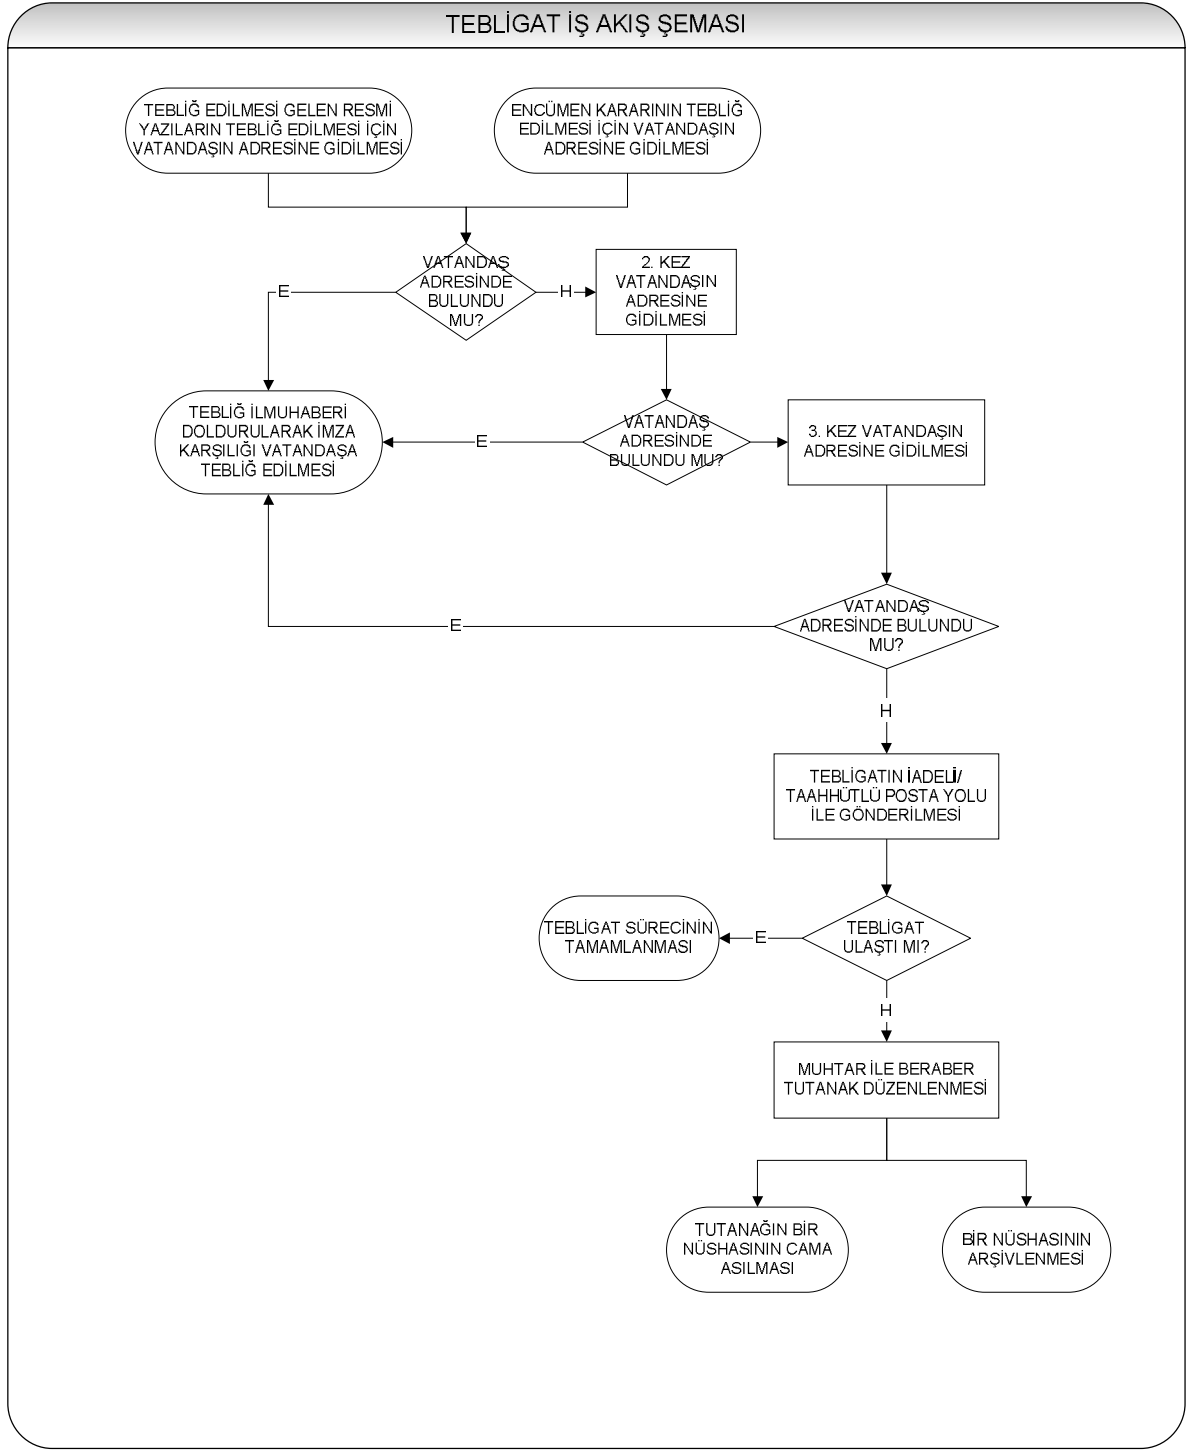 TEBLİGAT İŞ AKIŞ ŞEMASI
TEBLİĞ EDİLMESİ GELEN RESMİ
YAZILARIN TEBLİĞ EDİLMESİ İÇİN
VATANDAŞIN ADRESİNE GİDİLMESİ
ENCÜMEN KARARININ TEBLİĞ
EDİLMESİ İÇİN VATANDAŞIN
ADRESİNE GİDİLMESİ
VATANDAŞ
ADRESİNDE
BULUNDU
MU?
E
H
2. KEZ
VATANDAŞIN
ADRESİNE
GİDİLMESİ
TEBLİĞ İLMUHABERİ
DOLDURULARAK İMZA
KARŞILIĞI VATANDAŞA
TEBLİĞ EDİLMESİ
E
VATANDAŞ
ADRESİNDE
BULUNDU MU?
3. KEZ VATANDAŞIN
ADRESİNE GİDİLMESİ
E
VATANDAŞ
ADRESİNDE BULUNDU
MU?
H
TEBLİGATIN İADELİ/
TAAHHÜTLÜ POSTA YOLU
İLE GÖNDERİLMESİ
TEBLİGAT SÜRECİNİN
TAMAMLANMASI
E
TEBLİGAT
ULAŞTI MI?
H
MUHTAR İLE BERABER
TUTANAK DÜZENLENMESİ
TUTANAĞIN BİR
NÜSHASININ CAMA
ASILMASI
BİR NÜSHASININ
ARŞİVLENMESİ